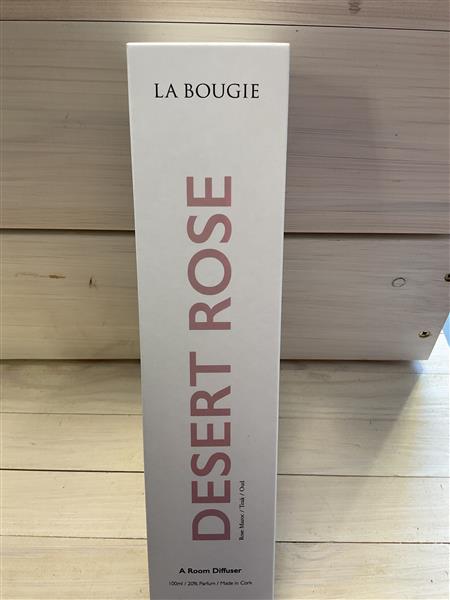 LA BOUGIE
DESERT ROSE
Rose Maroc / Teak / Oud
A Room Diffuser
100ml / 20% Parfum / Made in Cork